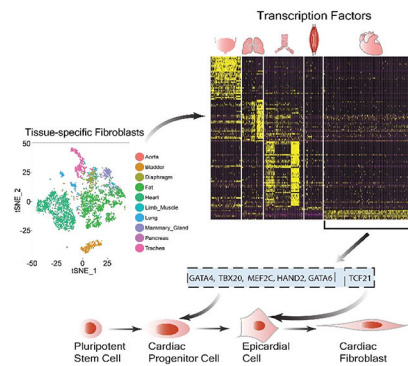 Transcription Factors
Tissue-specific Fibroblasts
50
25
0
-25
-50
tSNE_2
-50
-25
0
25
50
tSNE_1
Aorta
Bladder
Diaphragm
Fat
Heart
Limb_Muscle
Lung
Mammary_Gland
Pancreas
Trachea
GATA4, TBX20, MEF2C, HAND2, GATA6
TCF21
Pluripotent
Stem Cell
Cardiac
Progenitor Cell
Epicardial
Cell
Cardiac
Fibroblast